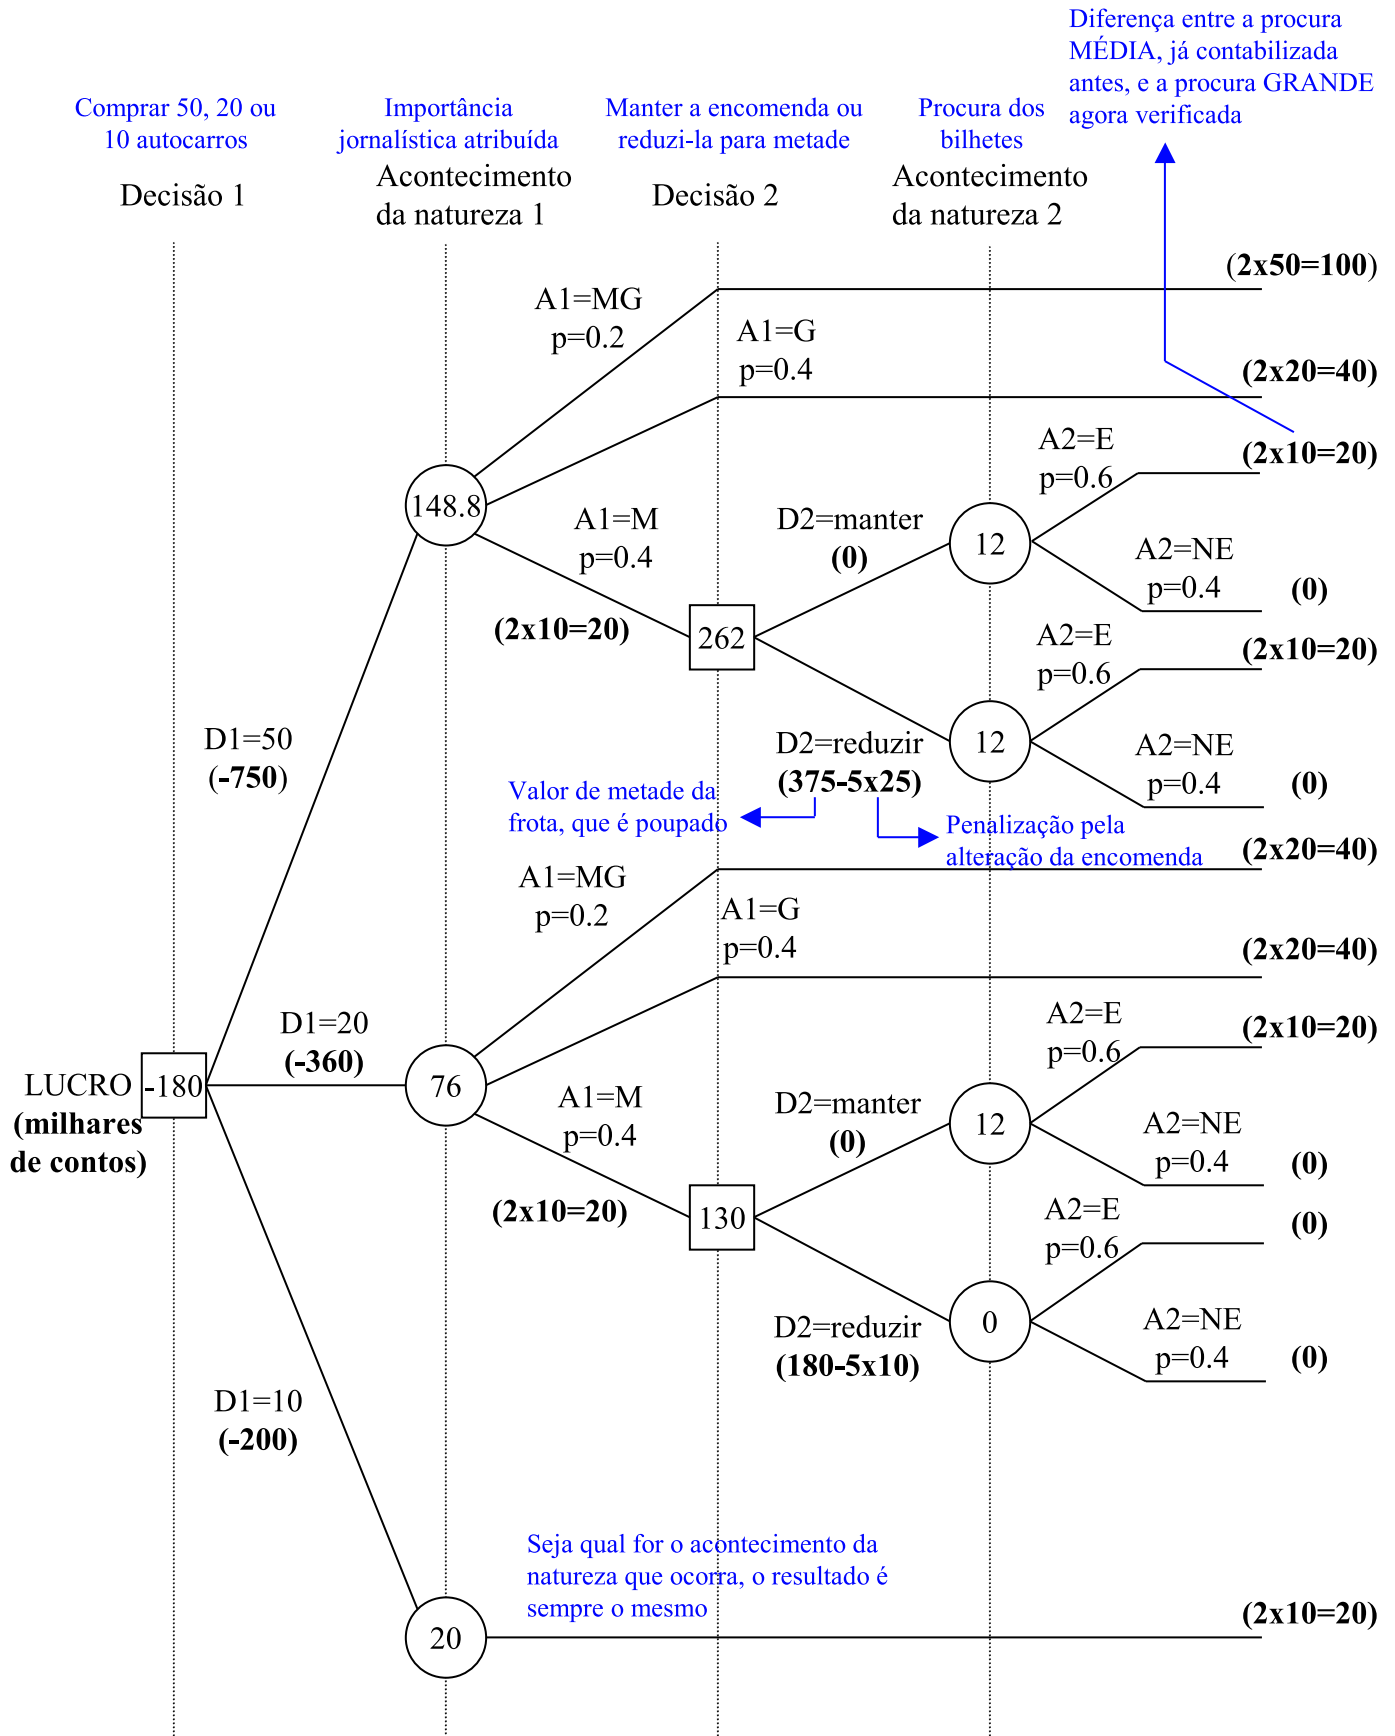 Diferença entre a procura
MÉDIA, já contabilizada
antes, e a procura GRANDE
agora verificada
Comprar 50, 20 ou
10 autocarros
Importância
jornalística atribuída
Manter a encomenda ou
reduzi-la para metade
Procura dos
bilhetes
Decisão 1
Acontecimento
da natureza 1
Decisão 2
Acontecimento
da natureza 2
(2x50=100)
A1=MG
p=0.2
A1=G
p=0.4
(2x20=40)
A2=E
p=0.6
(2x10=20)
148.8
A1=M
p=0.4
(2x10=20)
D2=manter
(0)
12
A2=NE
p=0.4
(0)
262
A2=E
p=0.6
(2x10=20)
D1=50
(-750)
D2=reduzir
(375-5x25)
12
A2=NE
p=0.4
(0)
Valor de metade da
frota, que é poupado
Penalização pela
alteração da encomenda
(2x20=40)
A1=MG
p=0.2
A1=G
p=0.4
(2x20=40)
D1=20
(-360)
A2=E
p=0.6
(2x10=20)
LUCRO
(milhares
de contos)
-180
76
A1=M
p=0.4
(2x10=20)
D2=manter
(0)
12
A2=NE
p=0.4
(0)
130
A2=E
p=0.6
(0)
D2=reduzir
(180-5x10)
0
A2=NE
p=0.4
(0)
D1=10
(-200)
Seja qual for o acontecimento da
natureza que ocorra, o resultado é
sempre o mesmo
20
(2x10=20)